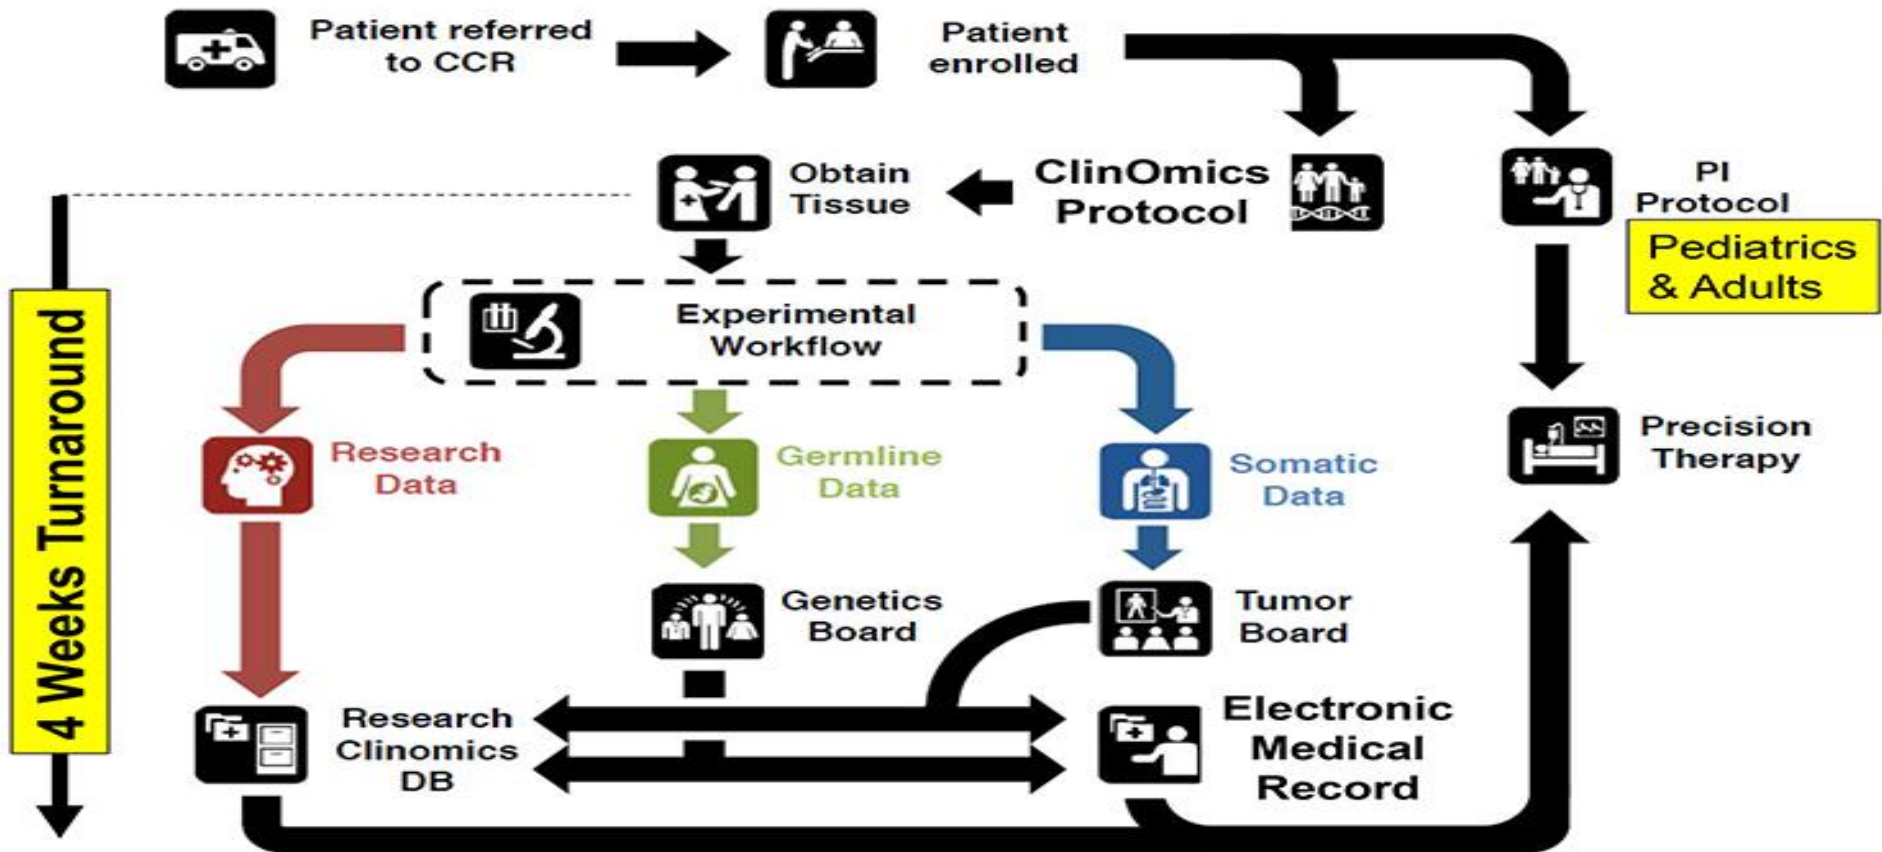 Patient referred
to CCR
Patient
enrolled
Obtain
Tissue
ClinOmics
Protocol
PI
Protocol
Pediatrics
& Adults
4 Weeks Turnaround
Experimental
Workflow
Research
Data
Germline
Data
Somatic
Data
Precision
Therapy
Genetics
Board
Tumor
Board
Research
Clinomics
DB
Electronic
Medical
Record